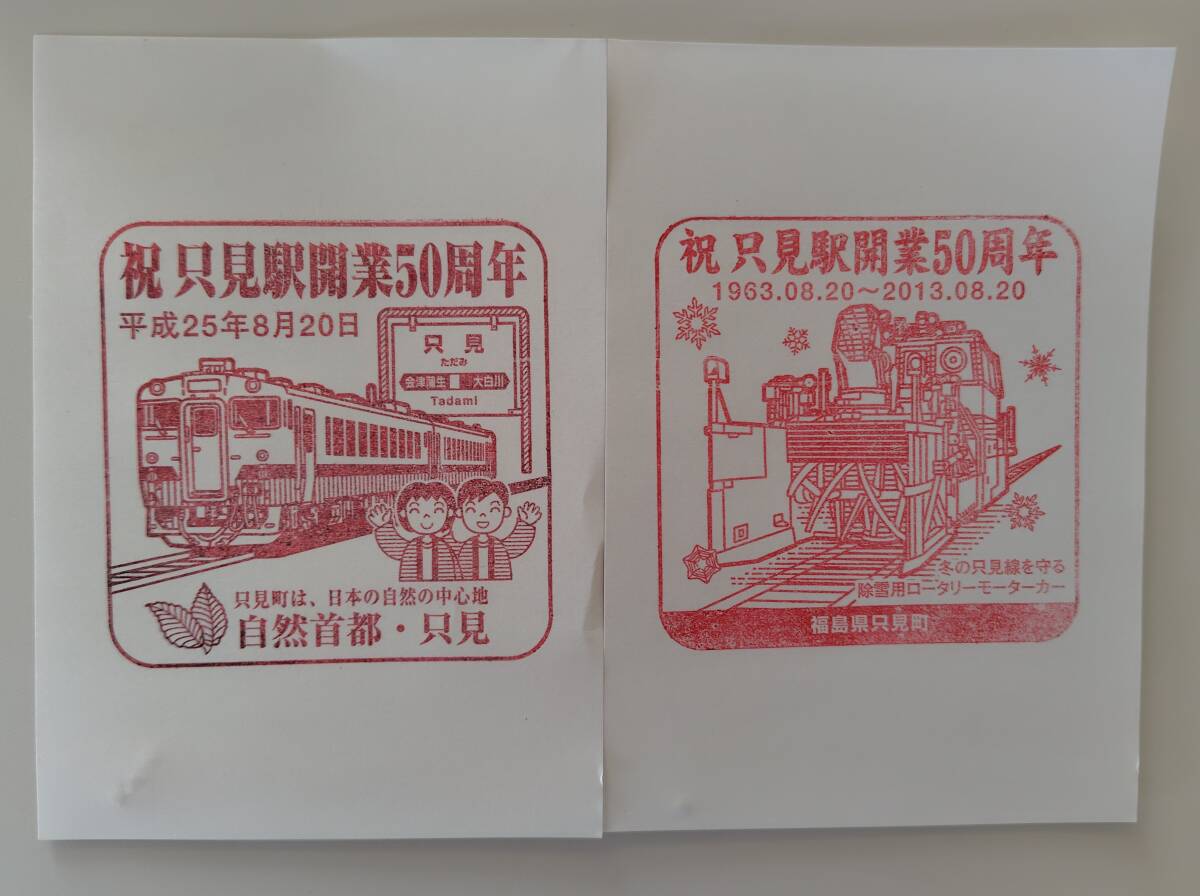 祝 只見駅開業50周年
平成25年8月20日
只見
ただみ
会津蒲生 大白川
Tadami
只見町は、日本の自然の中心地
自然首都・只見
祝 只見駅開業50周年
1963.08.20～2013.08.20
冬の只見線を守る
除雪用ロータリーモーターカー
福島県只見町